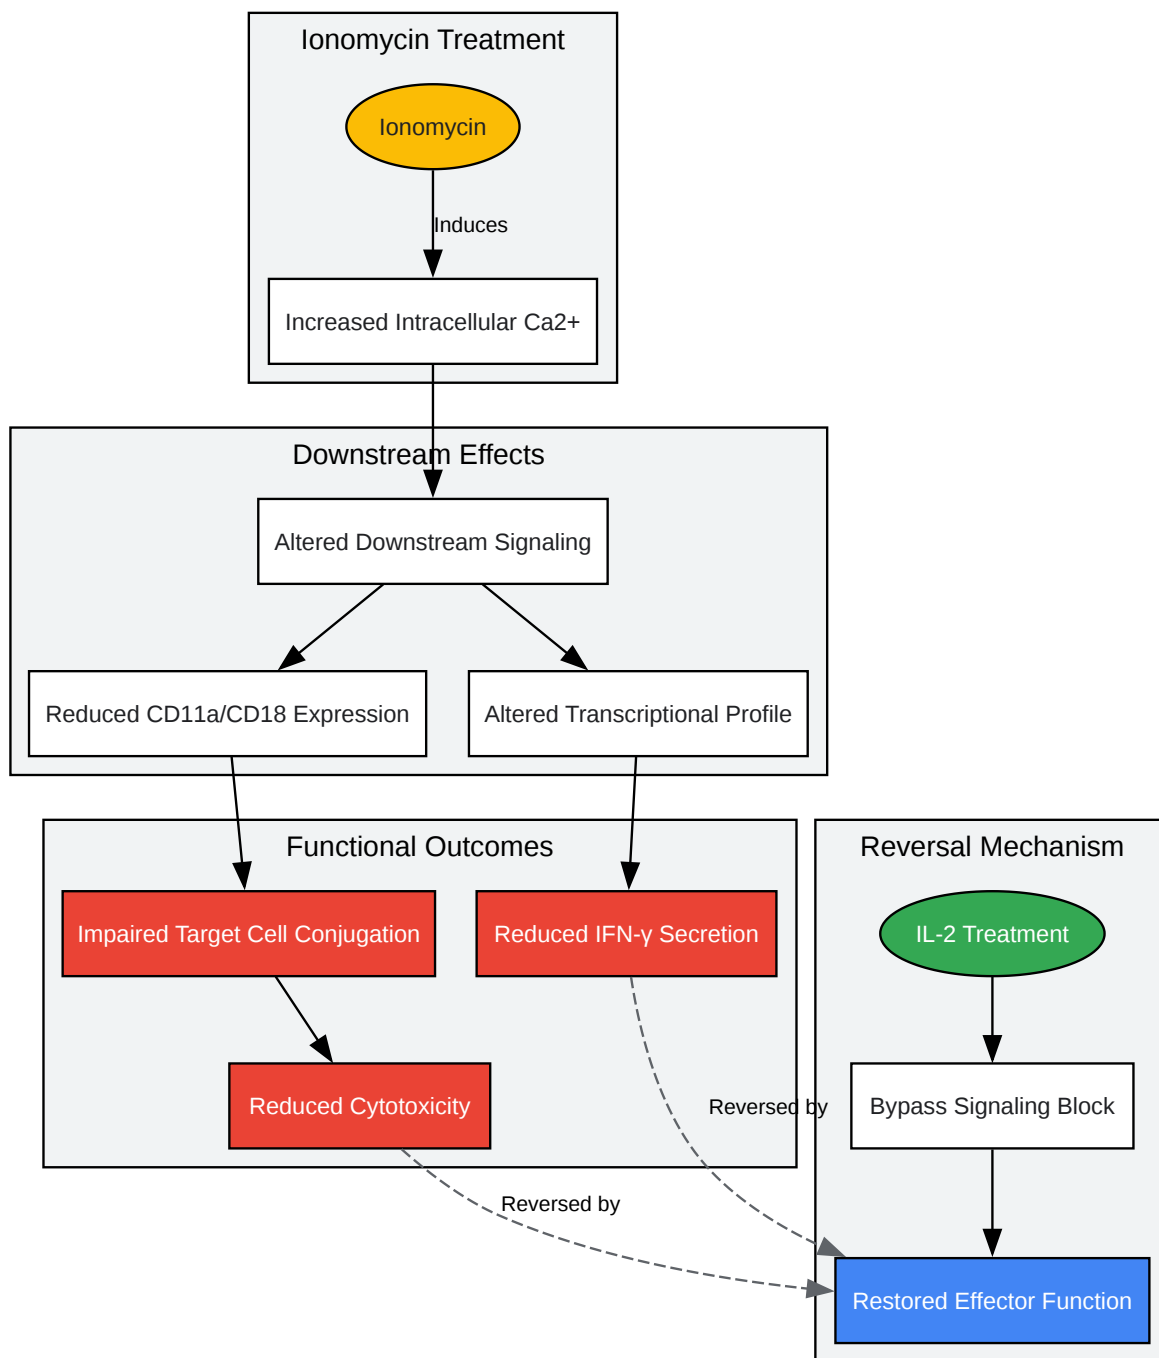 Ionomycin Treatment
Ionomycin
Induces
Increased Intracellular Ca2+
Downstream Effects
Altered Downstream Signaling
Reduced CD11a/CD18 Expression
Altered Transcriptional Profile
Functional Outcomes
Impaired Target Cell Conjugation
Reduced IFN-γ Secretion
Reduced Cytotoxicity
Reversed by
Reversed by
Reversal Mechanism
IL-2 Treatment
Bypass Signaling Block
Restored Effector Function